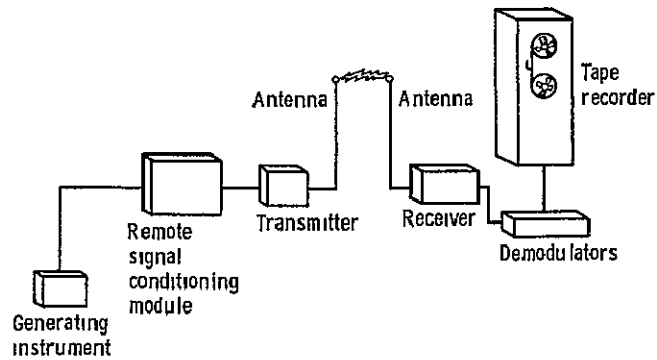 Antenna
Antenna
Tape
recorder
Transmitter
Receiver
Demodulators
Remote
signal
conditioning
module
Generating
instrument